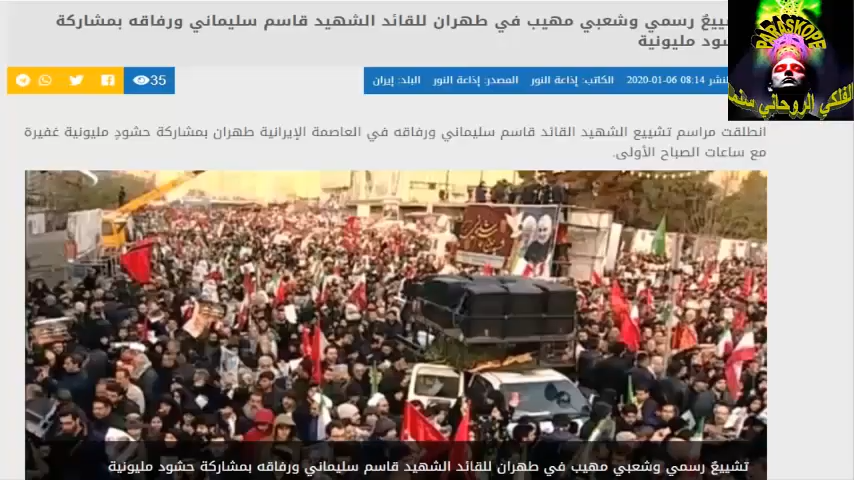 تشييعٌ رسمي وشعبي مهيب في طهران للقائد الشهيد قاسم سليماني ورفاقه بمشاركة
حشود مليونية
PARASKOPE
الفلكي الروحاني
35
2020-01-06 08:14 الكاتب: إذاعة النور المصدر: إذاعة النور البلد: إيران
انطلقت مراسم تشييع الشهيد القائد قاسم سليماني ورفاقه في العاصمة الإيرانية طهران بمشاركة حشودٍ مليونية غفيرة
مع ساعات الصباح الأولى.
تشييعٌ رسمي وشعبي مهيب في طهران للقائد الشهيد قاسم سليماني ورفاقه بمشاركة حشود مليونية